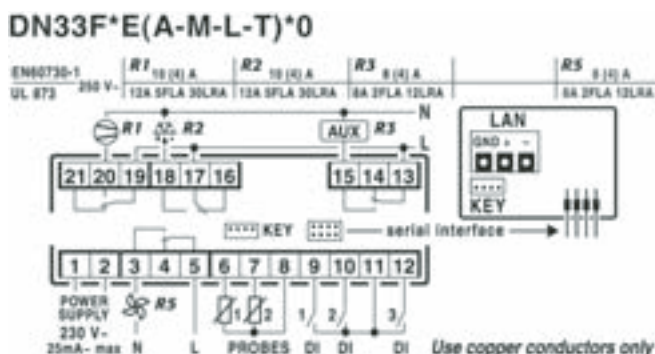 DN33F*E(A-M-L-T)*0
EN60730-1 250 V~ R1 10 (4) A R2 10 (4) A R3 8 (4) A R5 8 (4) A
UL 873 12A 5FLA 30LRA 12A 5FLA 30LRA 8A 2FLA 12LRA 8A 2FLA 12LRA
N
R1 R2 AUX R3 L
LAN
GND + -
21 20 19 18 17 16 15 14 13
KEY
KEY serial interface
1 2 3 4 5 6 7 8 9 10 11 12
POWER SUPPLY R5 1 2 1 2 3
230 V~
25mA~ max N L PROBES DI DI DI Use copper conductors only